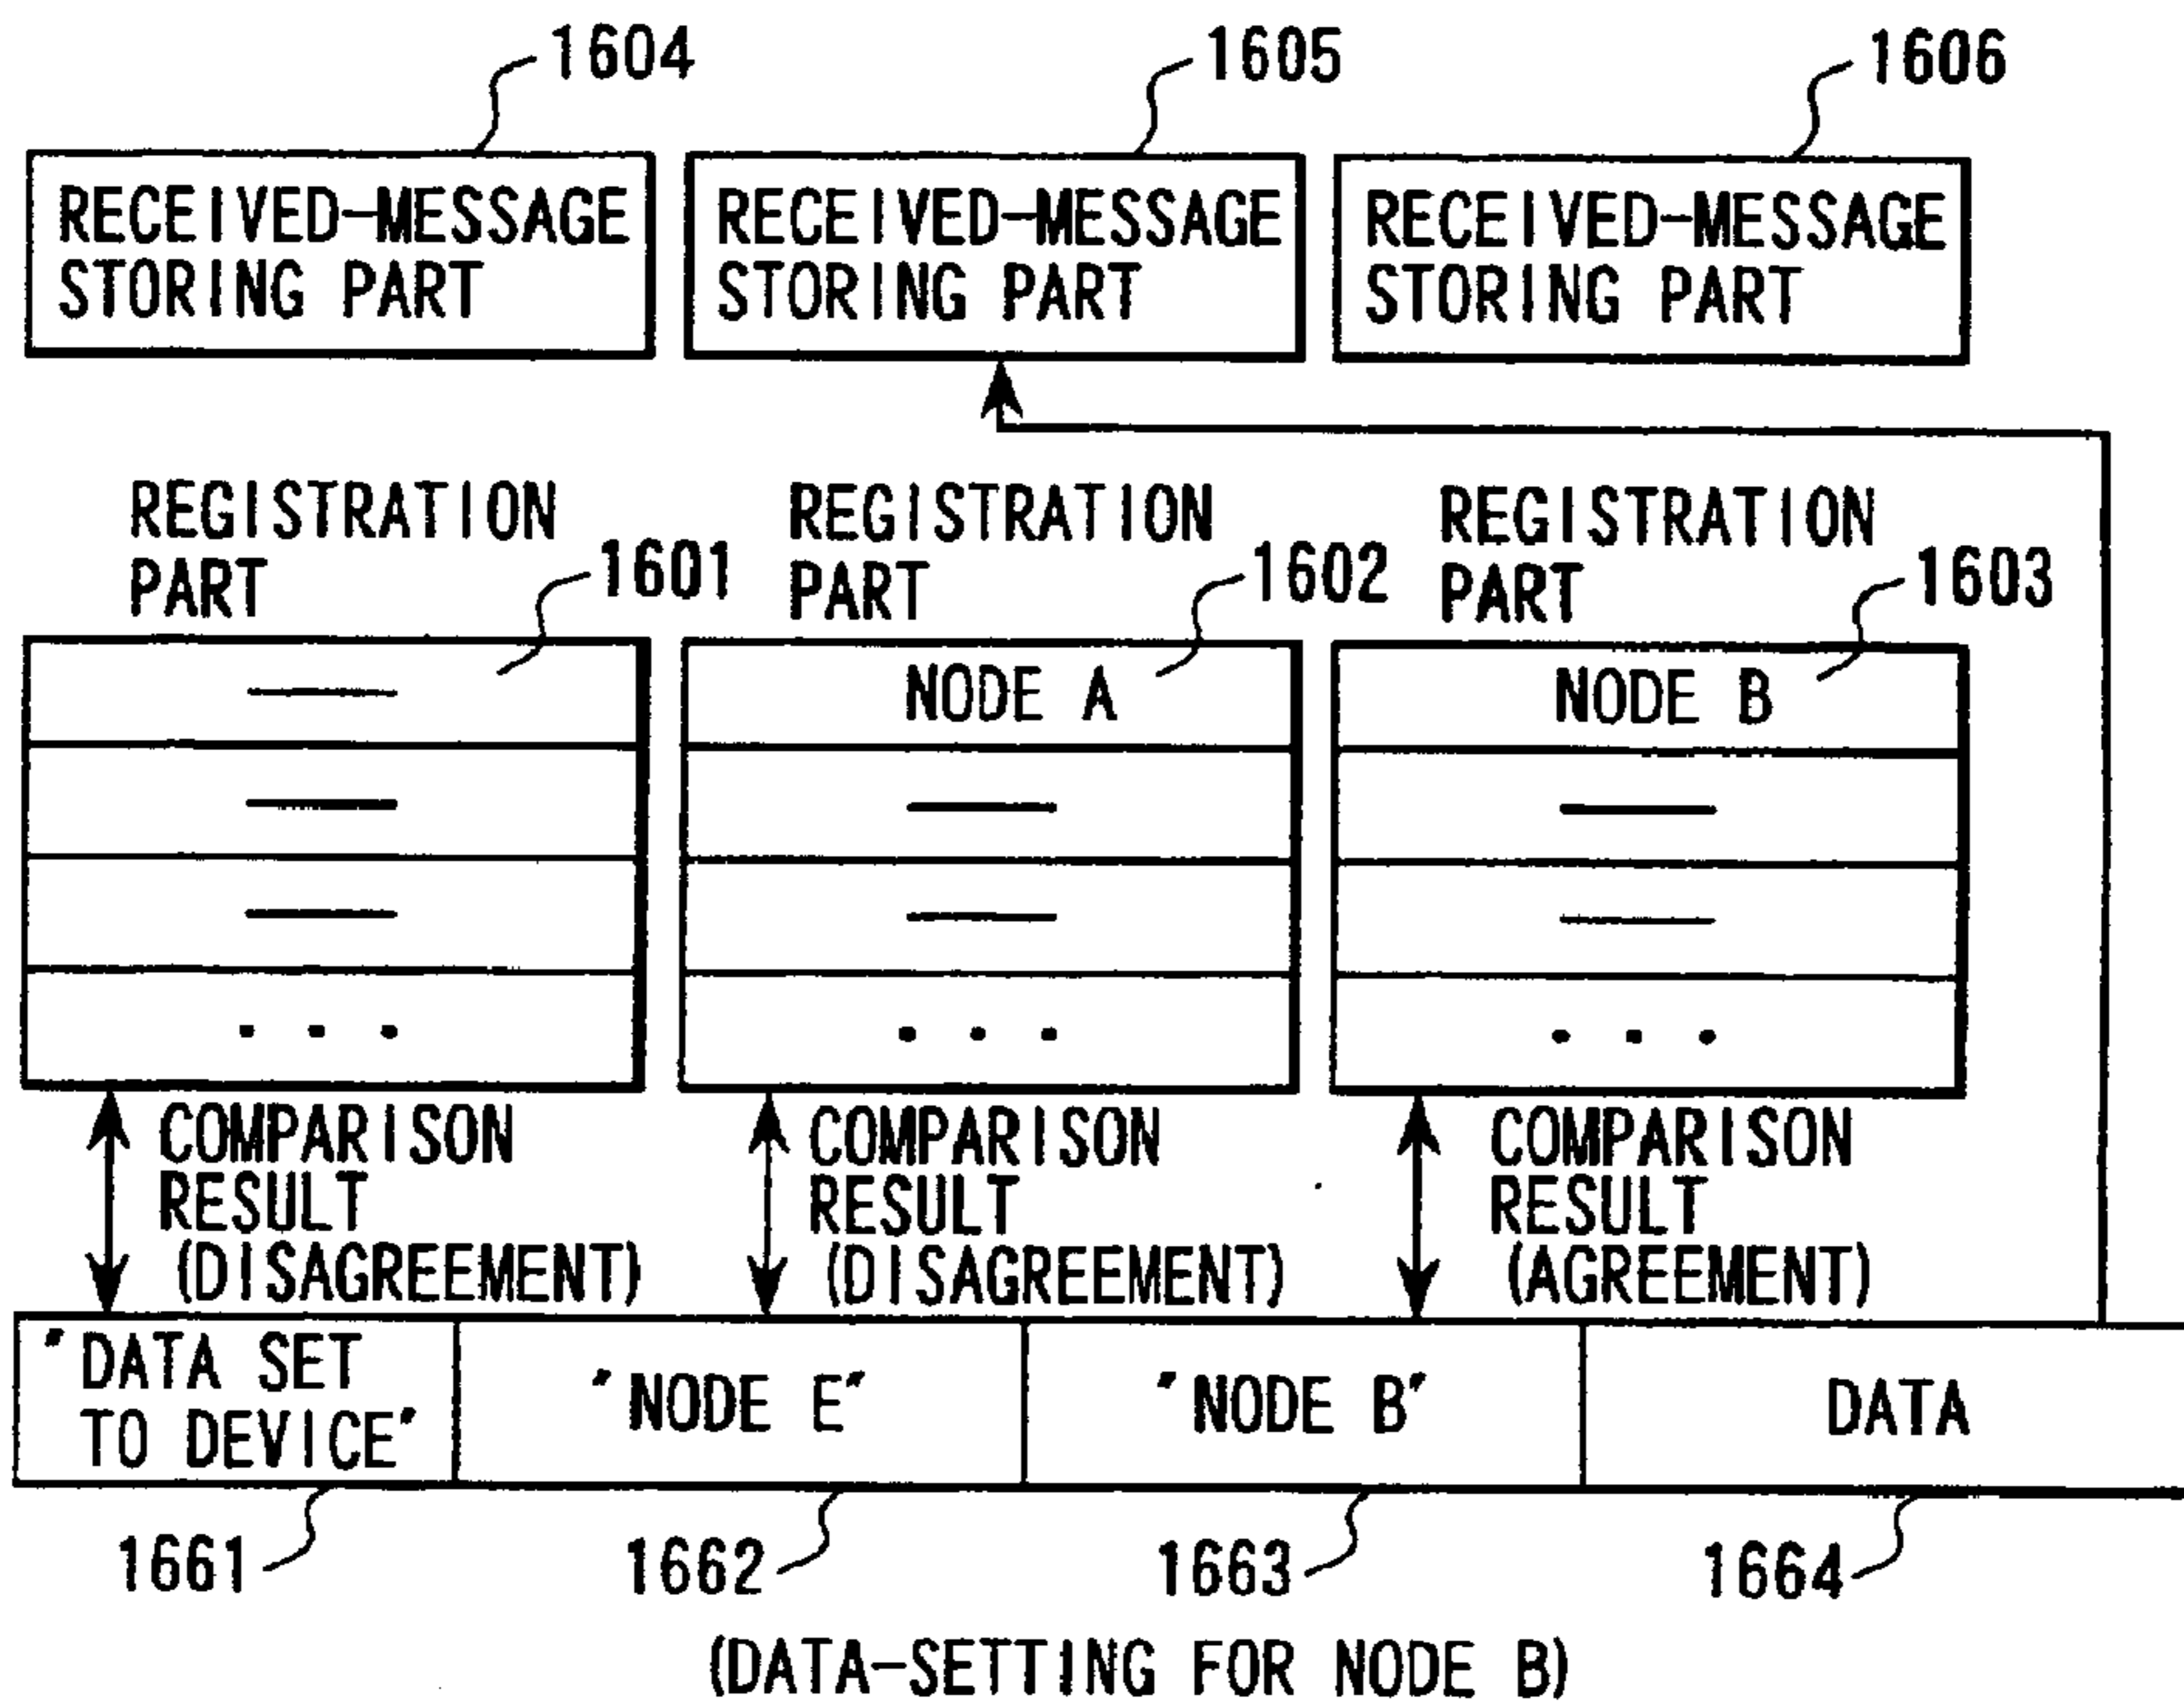 1604
1605
1606
RECEIVED-MESSAGE
STORING PART
RECEIVED-MESSAGE
STORING PART
RECEIVED-MESSAGE
STORING PART
REGISTRATION
PART
1601
REGISTRATION
PART
1602
REGISTRATION
PART
1603
NODE A
NODE B
. . .
. . .
. . .
COMPARISON
RESULT
(DISAGREEMENT)
COMPARISON
RESULT
(DISAGREEMENT)
COMPARISON
RESULT
(AGREEMENT)
"DATA SET
TO DEVICE"
"NODE E"
"NODE B"
DATA
1661
1662
1663
1664
(DATA-SETTING FOR NODE B)